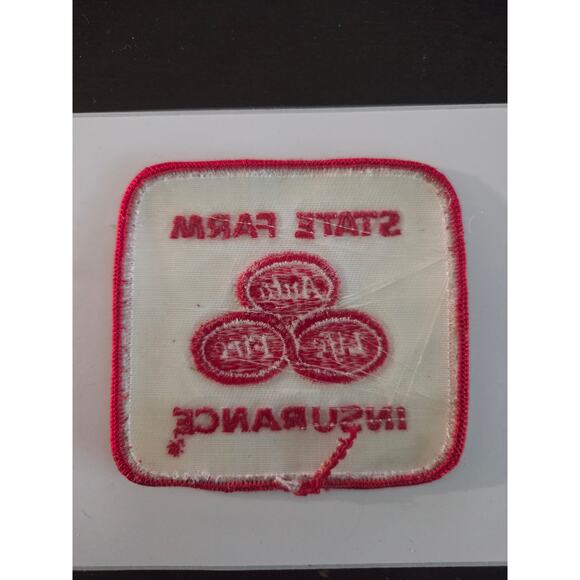 STATE FARM
Auto
Life Fire
INSURANCE